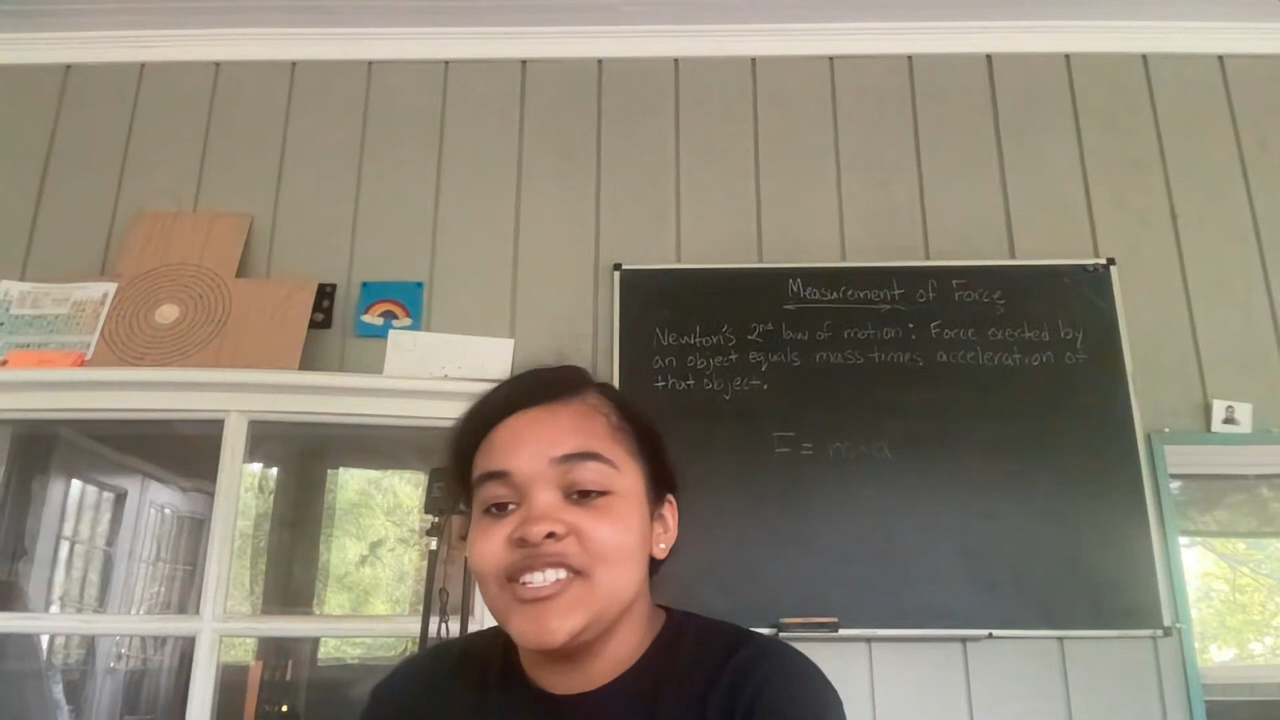 Measurement of Force
Newton's 2nd law of motion: Force exerted by
an object equals mass times acceleration of
that object.
F = m·a